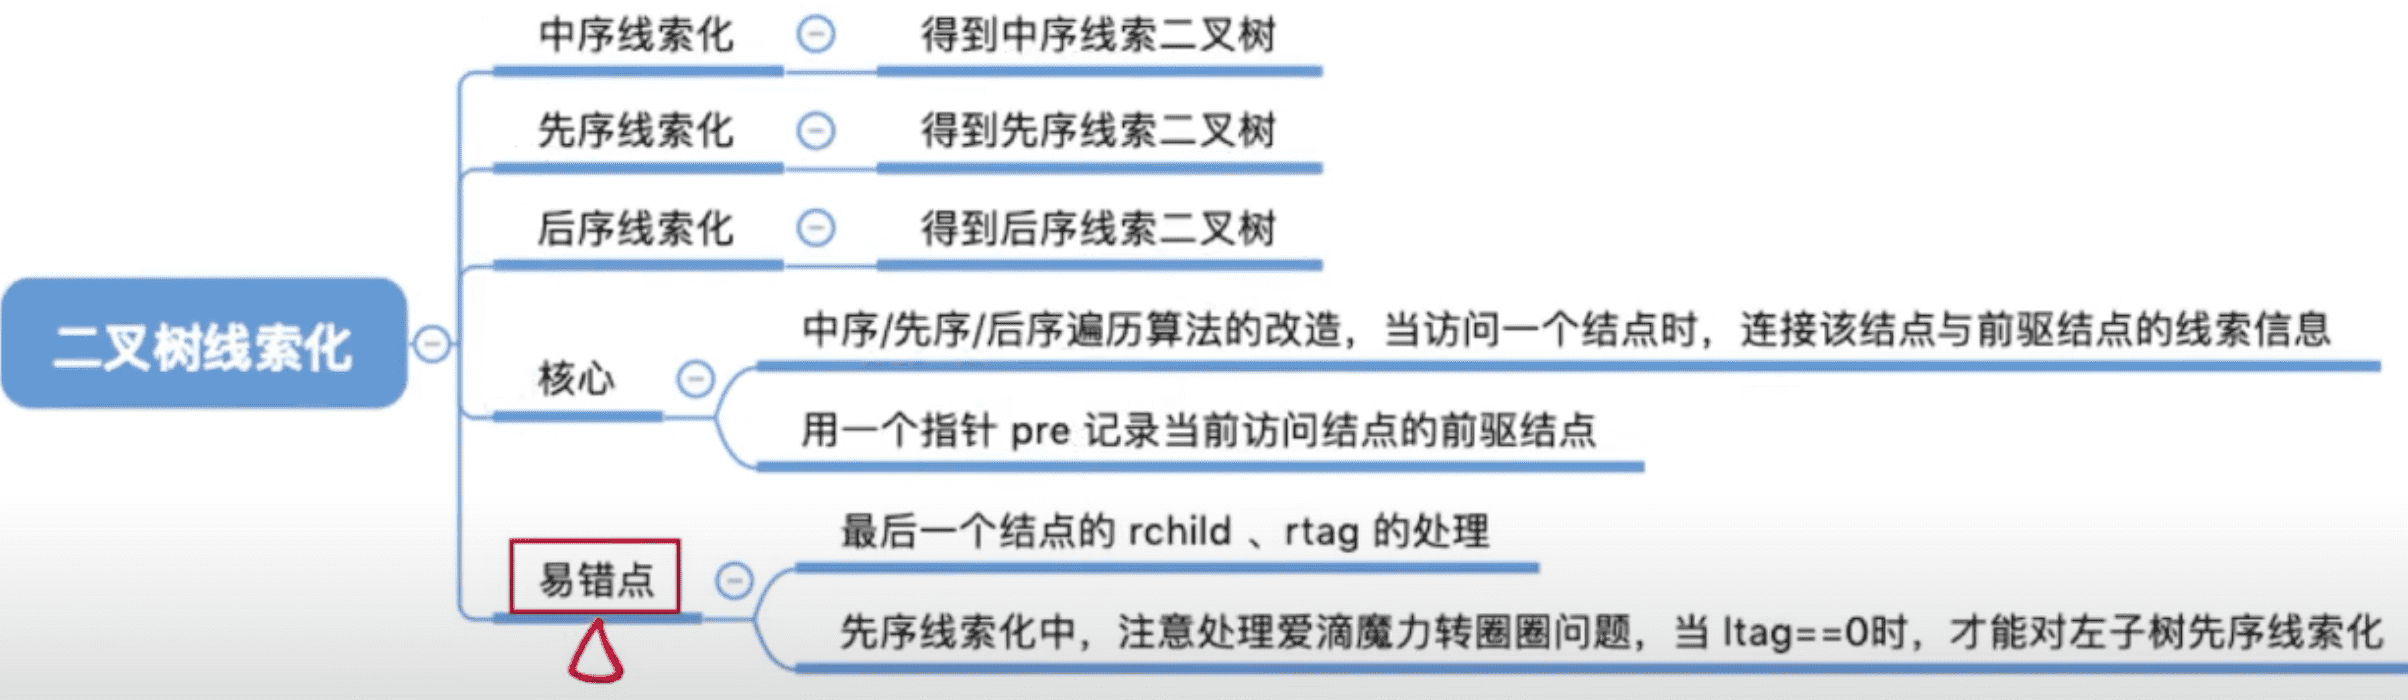 中序线索化
得到中序线索二叉树
先序线索化
得到先序线索二叉树
后序线索化
得到后序线索二叉树
二叉树线索化
核心
中序/先序/后序遍历算法的改造，当访问一个结点时，连接该结点与前驱结点的线索信息
用一个指针 pre 记录当前访问结点的前驱结点
易错点
最后一个结点的 rchild 、rtag 的处理
先序线索化中，注意处理爱滴魔力转圈圈问题，当 ltag==0时，才能对左子树先序线索化